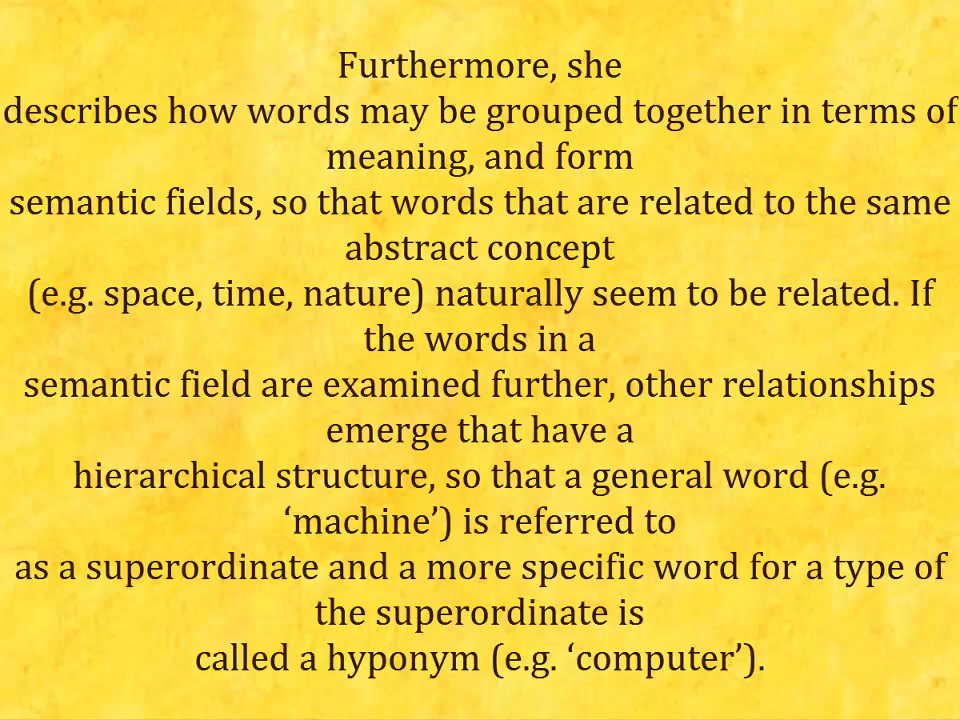 Furthermore, she
describes how words may be grouped together in terms of
meaning, and form
semantic fields, so that words that are related to the same
abstract concept
(e.g. space, time, nature) naturally seem to be related. If
the words in a
semantic field are examined further, other relationships
emerge that have a
hierarchical structure, so that a general word (e.g.
‘machine’) is referred to
as a superordinate and a more specific word for a type of
the superordinate is
called a hyponym (e.g. ‘computer’).